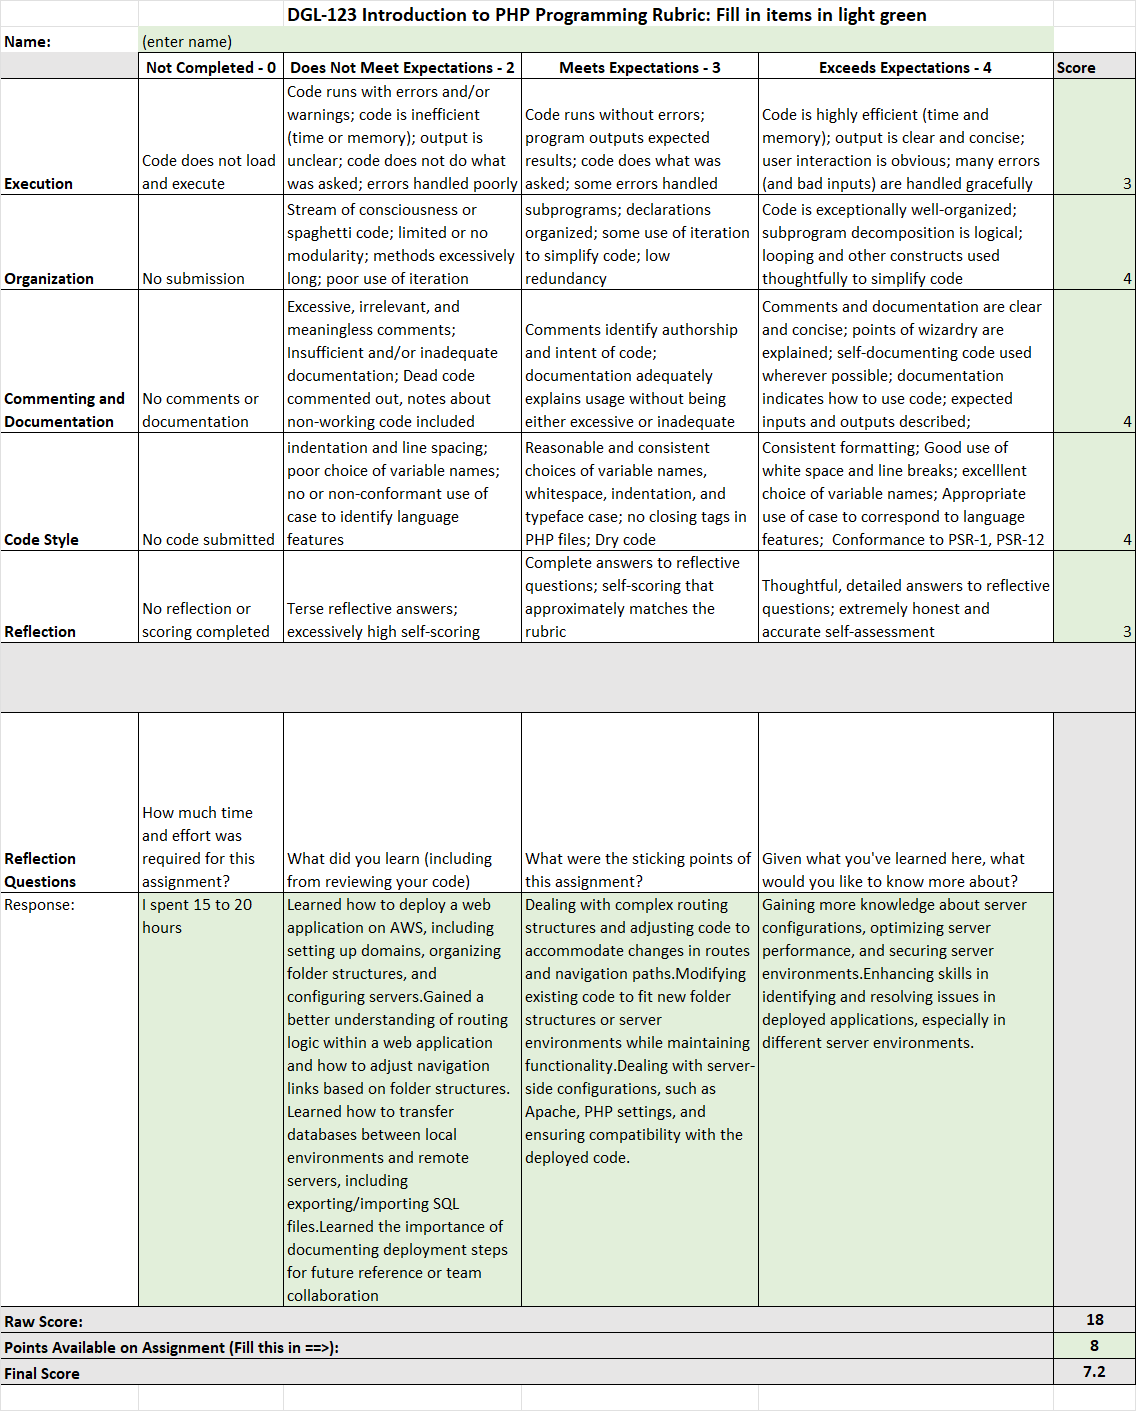 DGL-123 Introduction to PHP Programming Rubric: Fill in items in light green
Name:
(enter name)
Not Completed - 0
Does Not Meet Expectations - 2
Meets Expectations - 3
Exceeds Expectations - 4
Score
Execution
Code does not load
and execute
Code runs with errors and/or
warnings; code is inefficient
(time or memory); output is
unclear; code does not do what
was asked; errors handled poorly
Code runs without errors;
program outputs expected
results; code does what was
asked; some errors handled
Code is highly efficient (time and
memory); output is clear and concise;
user interaction is obvious; many errors
(and bad inputs) are handled gracefully
3
Organization
No submission
Stream of consciousness or
spaghetti code; limited or no
modularity; methods excessively
long; poor use of iteration
subprograms; declarations
organized; some use of iteration
to simplify code; low
redundancy
Code is exceptionally well-organized;
subprogram decomposition is logical;
looping and other constructs used
thoughtfully to simplify code
4
Commenting and
Documentation
No comments or
documentation
Excessive, irrelevant, and
meaningless comments;
Insufficient and/or inadequate
documentation; Dead code
commented out, notes about
non-working code included
Comments identify authorship
and intent of code;
documentation adequately
explains usage without being
either excessive or inadequate
Comments and documentation are clear
and concise; points of wizardry are
explained; self-documenting code used
wherever possible; documentation
indicates how to use code; expected
inputs and outputs described;
4
Code Style
No code submitted
indentation and line spacing;
poor choice of variable names;
no or non-conformant use of
case to identify language
features
Reasonable and consistent
choices of variable names,
whitespace, indentation, and
typeface case; no closing tags in
PHP files; Dry code
Consistent formatting; Good use of
white space and line breaks; excelllent
choice of variable names; Appropriate
use of case to correspond to language
features;  Conformance to PSR-1, PSR-12
4
Reflection
No reflection or
scoring completed
Terse reflective answers;
excessively high self-scoring
Complete answers to reflective
questions; self-scoring that
approximately matches the
rubric
Thoughtful, detailed answers to reflective
questions; extremely honest and
accurate self-assessment
3
Reflection
Questions
How much time
and effort was
required for this
assignment?
What did you learn (including
from reviewing your code)
What were the sticking points of
this assignment?
Given what you've learned here, what
would you like to know more about?
Response:
I spent 15 to 20
hours
Learned how to deploy a web
application on AWS, including
setting up domains, organizing
folder structures, and
configuring servers.Gained a
better understanding of routing
logic within a web application
and how to adjust navigation
links based on folder structures.
Learned how to transfer
databases between local
environments and remote
servers, including
exporting/importing SQL
files.Learned the importance of
documenting deployment steps
for future reference or team
collaboration
Dealing with complex routing
structures and adjusting code to
accommodate changes in routes
and navigation paths.Modifying
existing code to fit new folder
structures or server
environments while maintaining
functionality.Dealing with server-
side configurations, such as
Apache, PHP settings, and
ensuring compatibility with the
deployed code.
Gaining more knowledge about server
configurations, optimizing server
performance, and securing server
environments.Enhancing skills in
identifying and resolving issues in
deployed applications, especially in
different server environments.
Raw Score:
18
Points Available on Assignment (Fill this in ==>):
8
Final Score
7.2